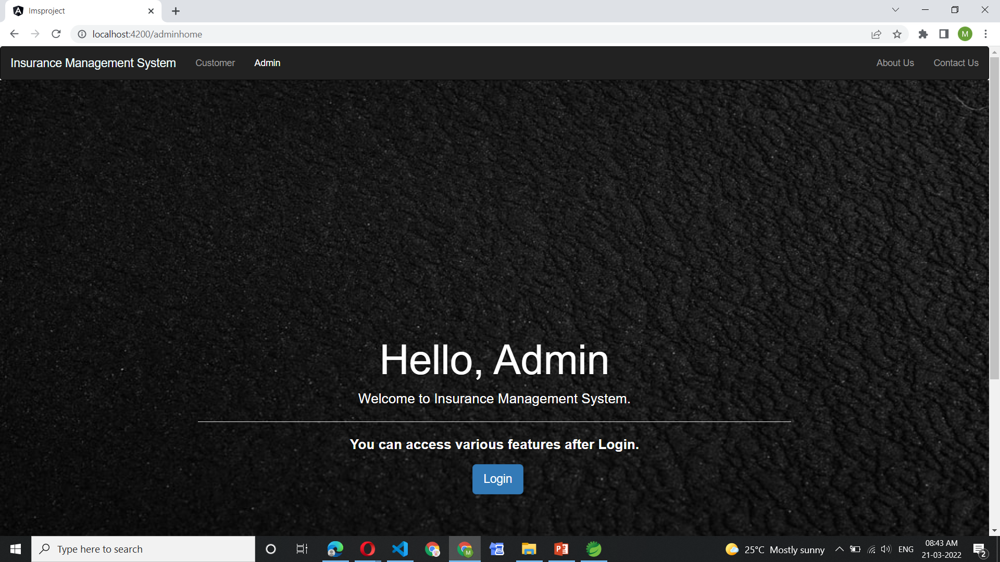 Imsproject
localhost:4200/adminhome
M
Insurance Management System Customer Admin About Us Contact Us
Hello, Admin
Welcome to Insurance Management System.
You can access various features after Login.
Login
Type here to search
M
25°C Mostly sunny
ENG
08:43 AM
21-03-2022
2